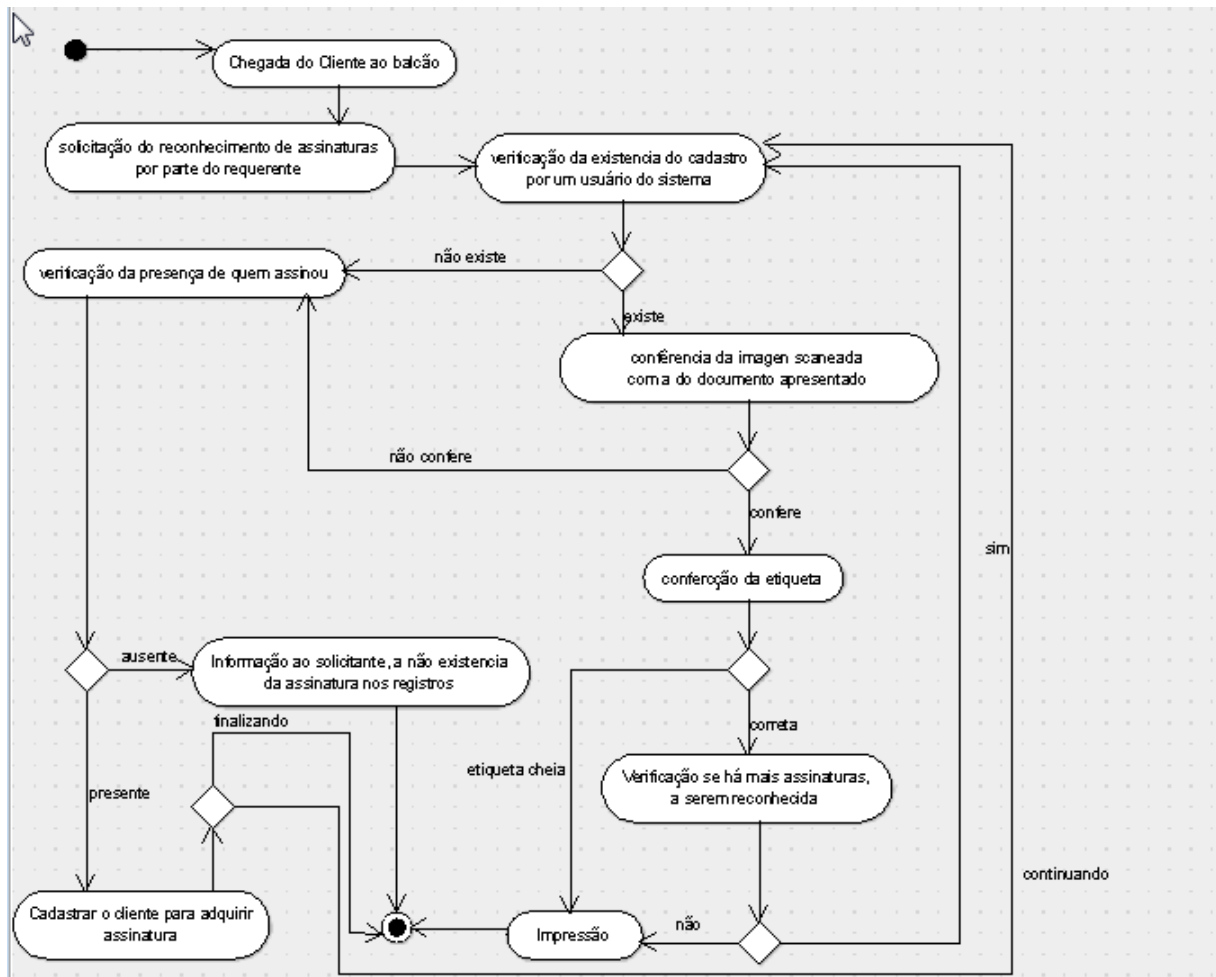 Chegada do Cliente ao balcão
solicitação do reconhecimento de assinaturas
por parte do requerente
verificação da existencia do cadastro
por um usuário do sistema
não existe
verificação da presença de quem assinou
existe
confêrencia da imagen scaneada
com a do documento apresentado
não confere
confere
sim
confercção da etiqueta
ausente
Informação ao solicitante, a não existencia
da assinatura nos registros
finalizando
correta
etiqueta cheia
Verificação se há mais assinaturas,
a serem reconhecida
presente
continuando
Cadastrar o cliente para adquirir
assinatura
não
Impressão